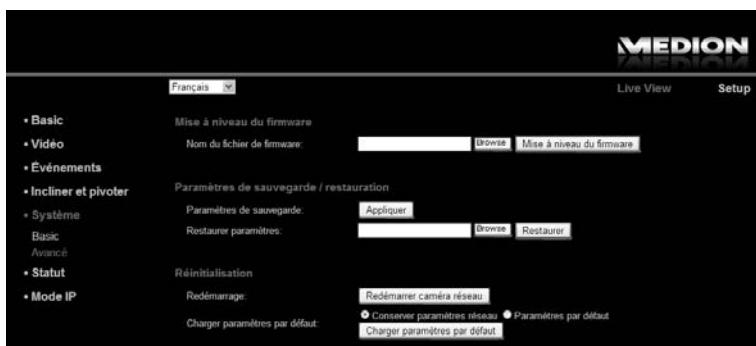 MEDION
Français
Live View Setup
• Basic
Mise à niveau du firmware
• Vidéo
Nom du fichier de firmware: Browse Mise à niveau du firmware
• Événements
• Incliner et pivoter
Paramètres de sauvegarde / restauration
• Système
Paramètres de sauvegarde: Appliquer
Basic
Restaurer paramètres: Browse Restaurer
Avancé
• Statut
Réinitialisation
• Mode IP
Redémarrage: Redémarrer caméra réseau
Charger paramètres par défaut: Conserver paramètres réseau Paramètres par défaut
Charger paramètres par défaut